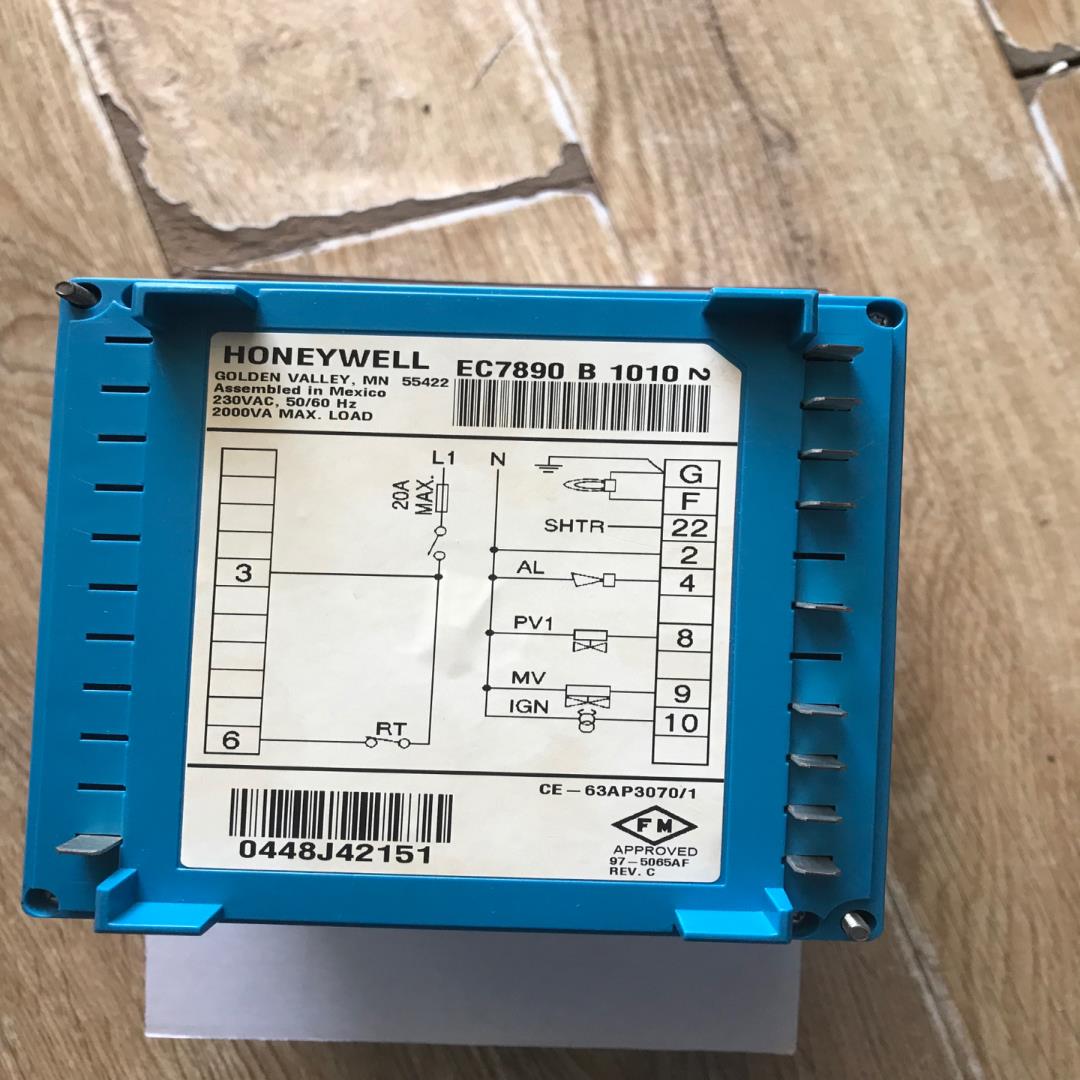 HONEYWELL
GOLDEN VALLEY, MN 55422
Assembled in Mexico
230VAC, 50/60 Hz
2000VA MAX. LOAD
EC7890 B 1010 2
L1 N
20A
MAX.
G
F
SHTR 22
2
3
AL 4
PV1 8
MV 9
IGN 10
RT
6
0448J42151
CE-63AP3070/1
FM
APPROVED
97-5065AF
REV. C